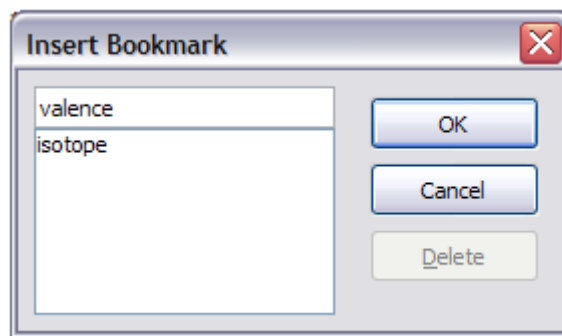 Insert Bookmark
valence
isotope
OK
Cancel
Delete